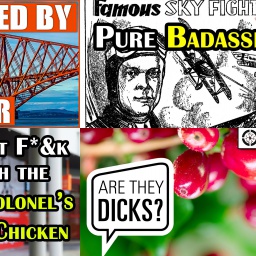 ED BY
R
Famous SKY FIGHT
PURE BADASS
T F*&K
H THE
OLONEL'S
CHICKEN
ARE THEY
DICKS?